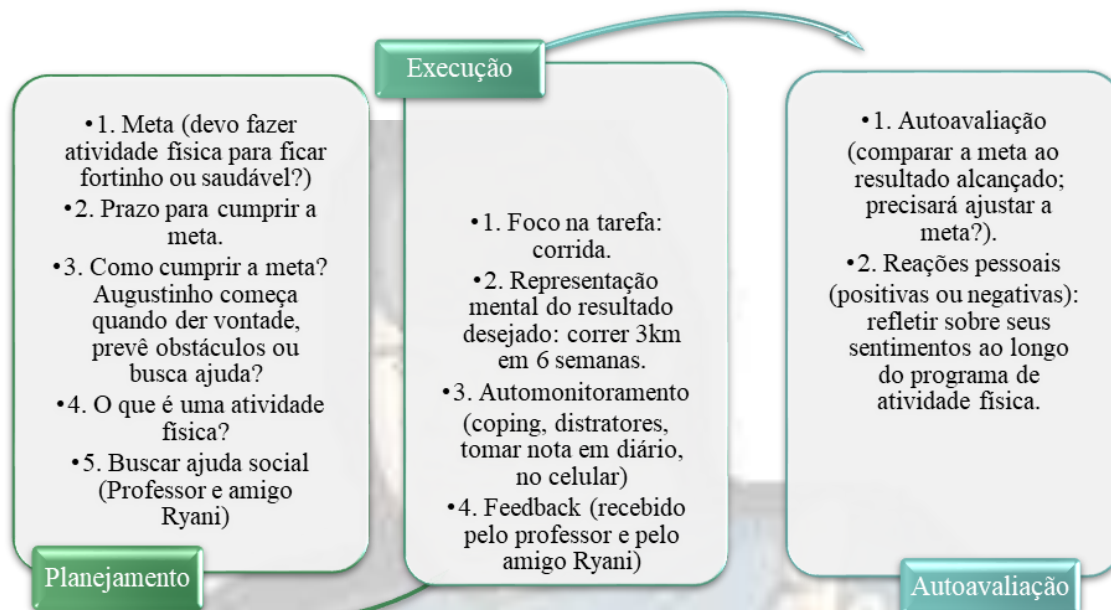 •1. Meta (devo fazer
atividade física para ficar
fortinho ou saudável?)
•2. Prazo para cumprir a
meta.
•3. Como cumprir a meta?
Augustinho começa
quando der vontade,
prevê obstáculos ou
busca ajuda?
•4. O que é uma atividade
física?
•5. Buscar ajuda social
(Professor e amigo
Ryani)
Planejamento
Execução
•1. Foco na tarefa:
corrida.
•2. Representação
mental do resultado
desejado: correr 3km
em 6 semanas.
•3. Automonitoramento
(coping, distratores,
tomar nota em diário,
no celular)
•4. Feedback (recebido
pelo professor e pelo
amigo Ryani)
•1. Autoavaliação
(comparar a meta ao
resultado alcançado;
precisará ajustar a
meta?).
•2. Reações pessoais
(positivas ou negativas):
refletir sobre seus
sentimentos ao longo
do programa de
atividade física.
Autoavaliação